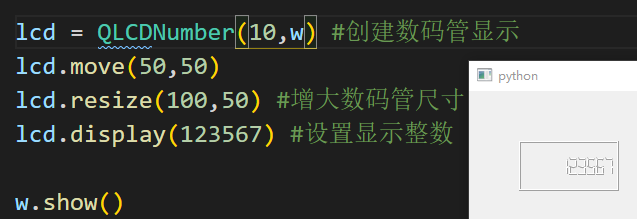 lcd = QLCDNumber(10,w) #创建数码管显示
lcd.move(50,50)
lcd.resize(100,50) #增大数码管尺寸
lcd.display(123567) #设置显示整数
w.show()
python
123567